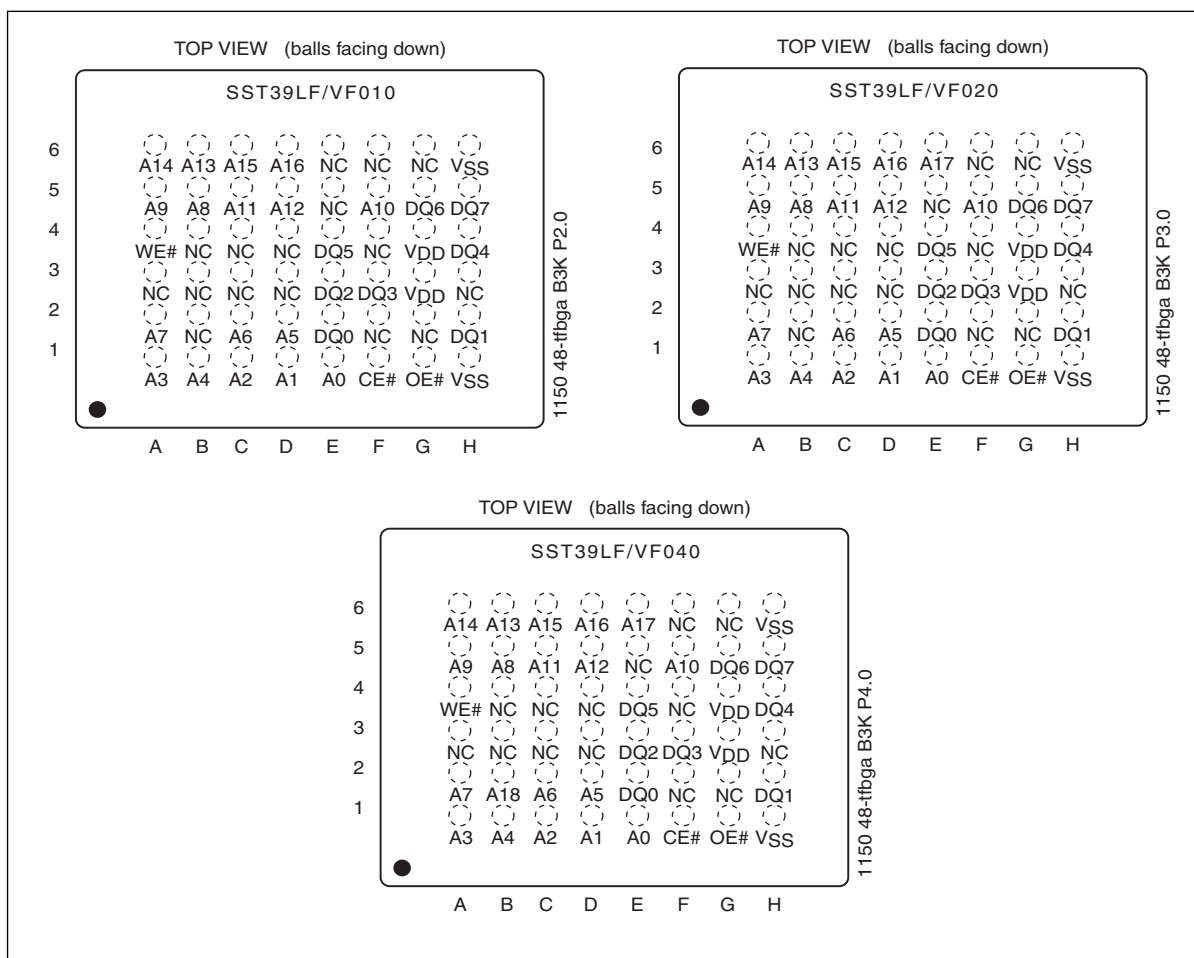 TOP VIEW (balls facing down)
SST39LF/VF010
6
A14 A13 A15 A16 NC NC NC VSS
5
A9 A8 A11 A12 NC A10 DQ6 DQ7
4
WE# NC NC NC DQ5 NC VDD DQ4
3
NC NC NC NC DQ2 DQ3 VDD NC
2
A7 NC A6 A5 DQ0 NC NC DQ1
1
A3 A4 A2 A1 A0 CE# OE# VSS
A B C D E F G H
1150 48-tfbga B3K P2.0
TOP VIEW (balls facing down)
SST39LF/VF020
6
A14 A13 A15 A16 A17 NC NC VSS
5
A9 A8 A11 A12 NC A10 DQ6 DQ7
4
WE# NC NC NC DQ5 NC VDD DQ4
3
NC NC NC NC DQ2 DQ3 VDD NC
2
A7 NC A6 A5 DQ0 NC NC DQ1
1
A3 A4 A2 A1 A0 CE# OE# VSS
A B C D E F G H
1150 48-tfbga B3K P3.0
TOP VIEW (balls facing down)
SST39LF/VF040
6
A14 A13 A15 A16 A17 NC NC VSS
5
A9 A8 A11 A12 NC A10 DQ6 DQ7
4
WE# NC NC NC DQ5 NC VDD DQ4
3
NC NC NC NC DQ2 DQ3 VDD NC
2
A7 A18 A6 A5 DQ0 NC NC DQ1
1
A3 A4 A2 A1 A0 CE# OE# VSS
A B C D E F G H
1150 48-tfbga B3K P4.0